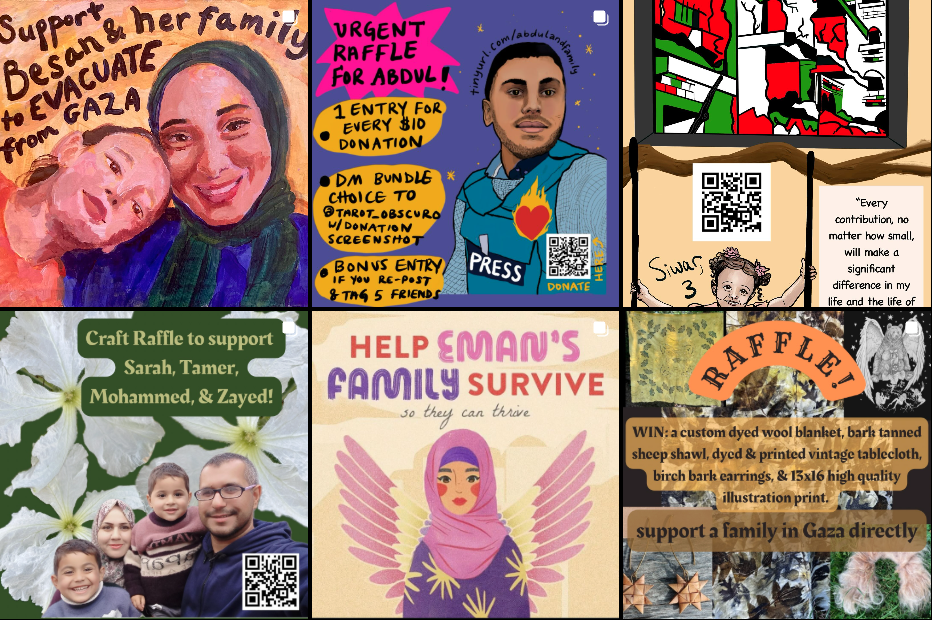 Support
Besan & her family
to EVACUATE
from GAZA
URGENT
RAFFLE
FOR ABDUL!
tinyurl.com/abdulandfamily
1 ENTRY FOR
EVERY $10
DONATION
DM BUNDLE
CHOICE TO
@TAROT_OBSCURO
W/DONATION
SCREENSHOT
BONUS ENTRY
IF YOU RE-POST
& TAG 5 FRIENDS
PRESS
DONATE
HERE
Siwar,
3
"Every
contribution, no
matter how small,
will make a
significant
difference in my
life and the life of
Craft Raffle to support
Sarah, Tamer,
Mohammed, & Zayed!
HELP EMAN'S
FAMILY SURVIVE
so they can thrive
RAFFLE!
WIN: a custom dyed wool blanket, bark tanned
sheep shawl, dyed & printed vintage tablecloth,
birch bark earrings, & 13x16 high quality
illustration print.
support a family in Gaza directly